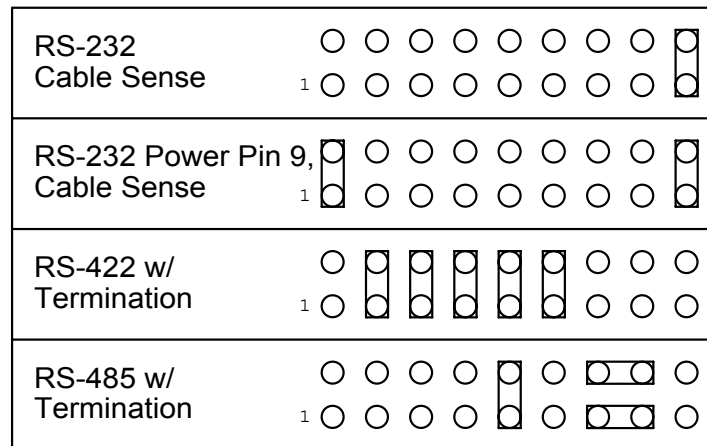 RS-232
Cable Sense
1
RS-232 Power Pin 9,
Cable Sense
1
RS-422 w/
Termination
1
RS-485 w/
Termination
1